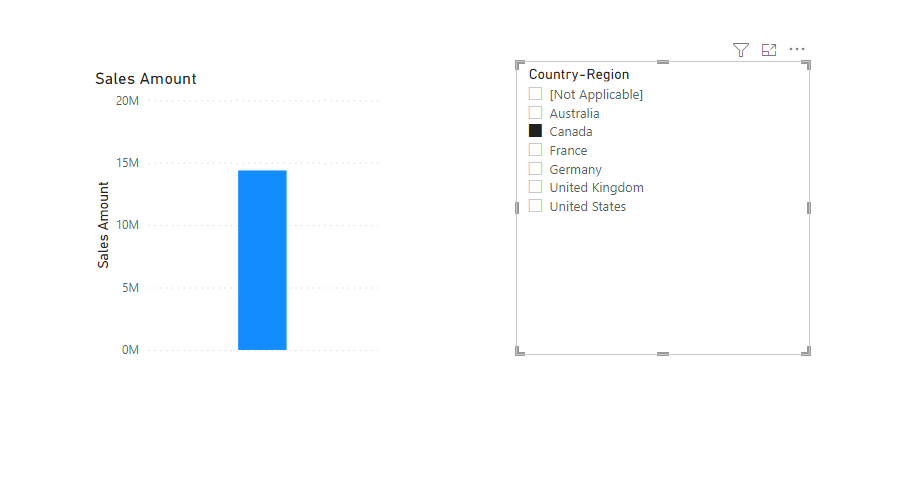 Sales Amount
20M
15M
10M
5M
0M
Sales Amount
Country-Region
[Not Applicable]
Australia
Canada
France
Germany
United Kingdom
United States